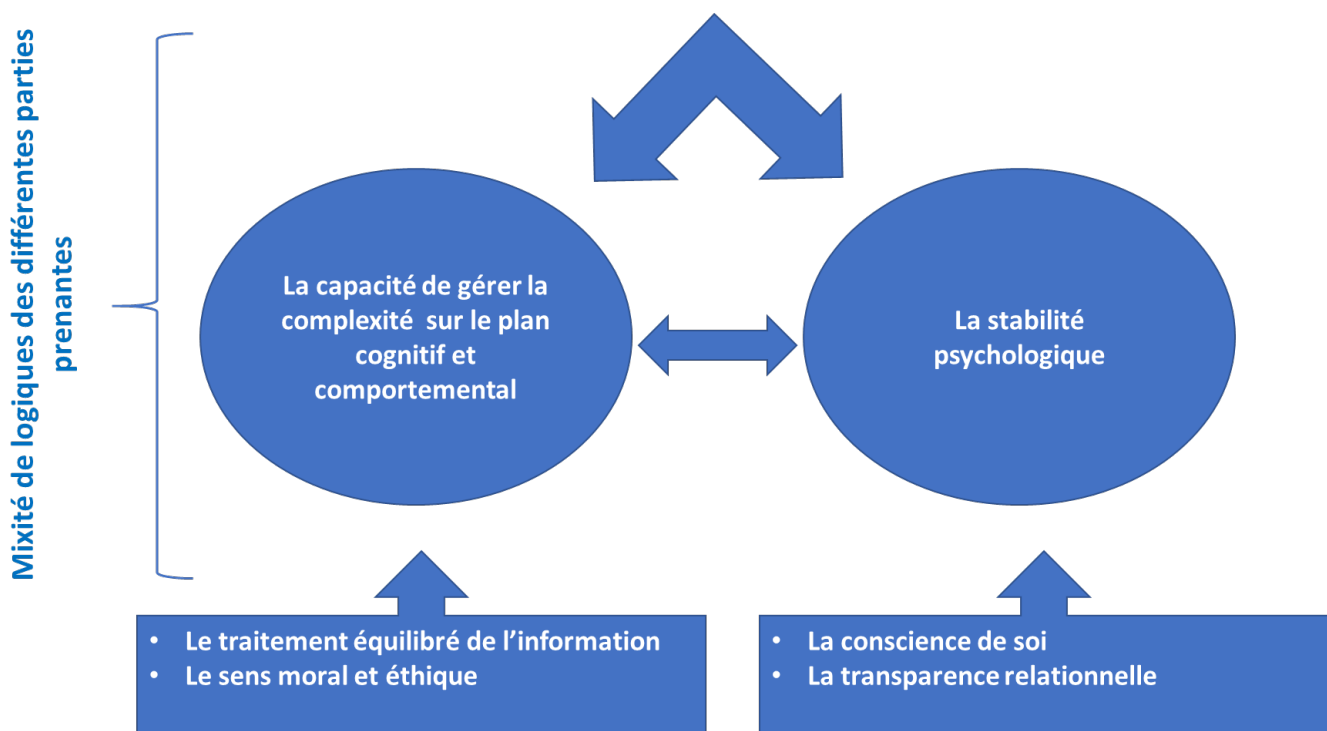 Mixité de logiques des différentes parties
prenantes
La capacité de gérer la
complexité  sur le plan
cognitif et
comportemental
La stabilité
psychologique
• Le traitement équilibré de l’information
• Le sens moral et éthique
• La conscience de soi
• La transparence relationnelle